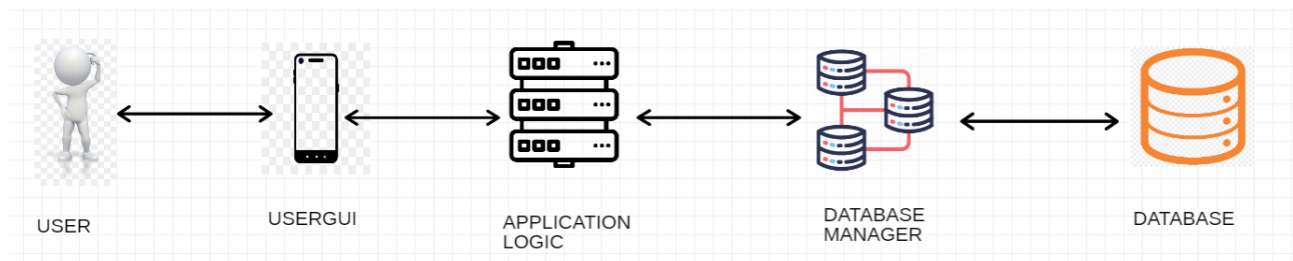 USER
USERGUI
APPLICATION
LOGIC
DATABASE
MANAGER
DATABASE